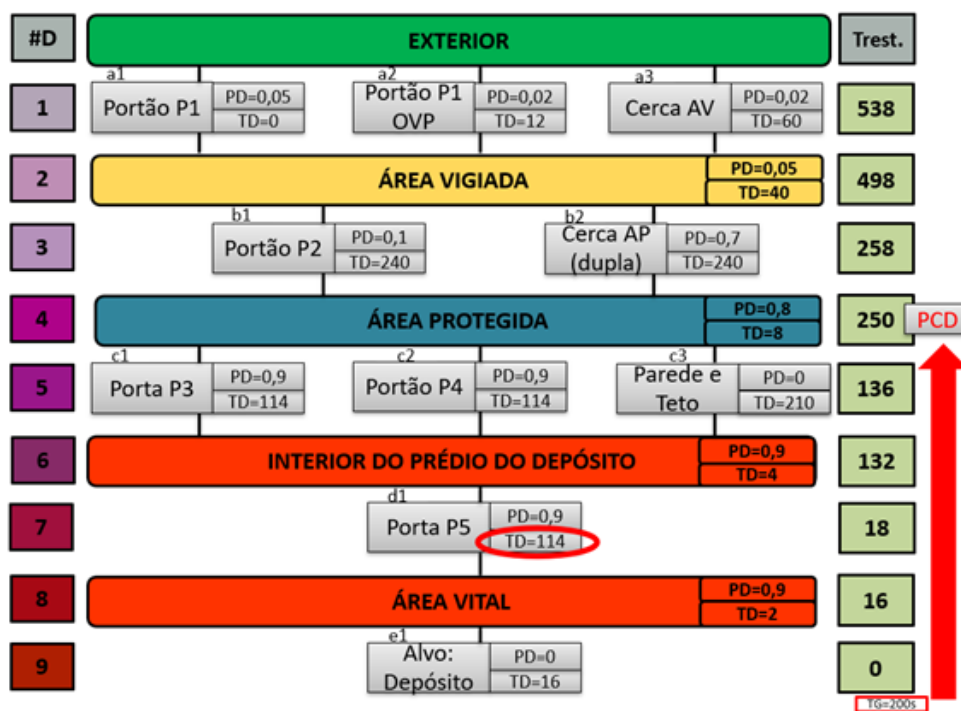 #D
EXTERIOR
Trest.
1
a1
Portão P1
PD=0,05
TD=0
a2
Portão P1
OVP
PD=0,02
TD=12
a3
Cerca AV
PD=0,02
TD=60
538
2
ÁREA VIGIADA
PD=0,05
TD=40
498
3
b1
Portão P2
PD=0,1
TD=240
b2
Cerca AP
(dupla)
PD=0,7
TD=240
258
4
ÁREA PROTEGIDA
PD=0,8
TD=8
250
PCD
5
c1
Porta P3
PD=0,9
TD=114
c2
Portão P4
PD=0,9
TD=114
c3
Parede e
Teto
PD=0
TD=210
136
6
INTERIOR DO PRÉDIO DO DEPÓSITO
PD=0,9
TD=4
132
7
d1
Porta P5
PD=0,9
TD=114
18
8
ÁREA VITAL
PD=0,9
TD=2
16
9
e1
Alvo:
Depósito
PD=0
TD=16
0
TG=200s